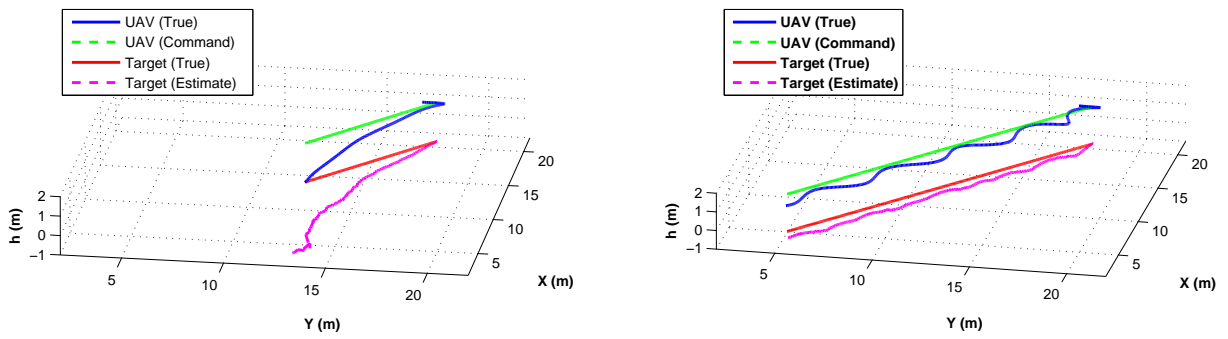 UAV (True)
UAV (Command)
Target (True)
Target (Estimate)
2
1
0
−1
h (m)
5
10
15
20
Y (m)
5
10
15
20
X (m)
UAV (True)
UAV (Command)
Target (True)
Target (Estimate)
2
1
0
−1
h (m)
5
10
15
20
Y (m)
5
10
15
20
X (m)